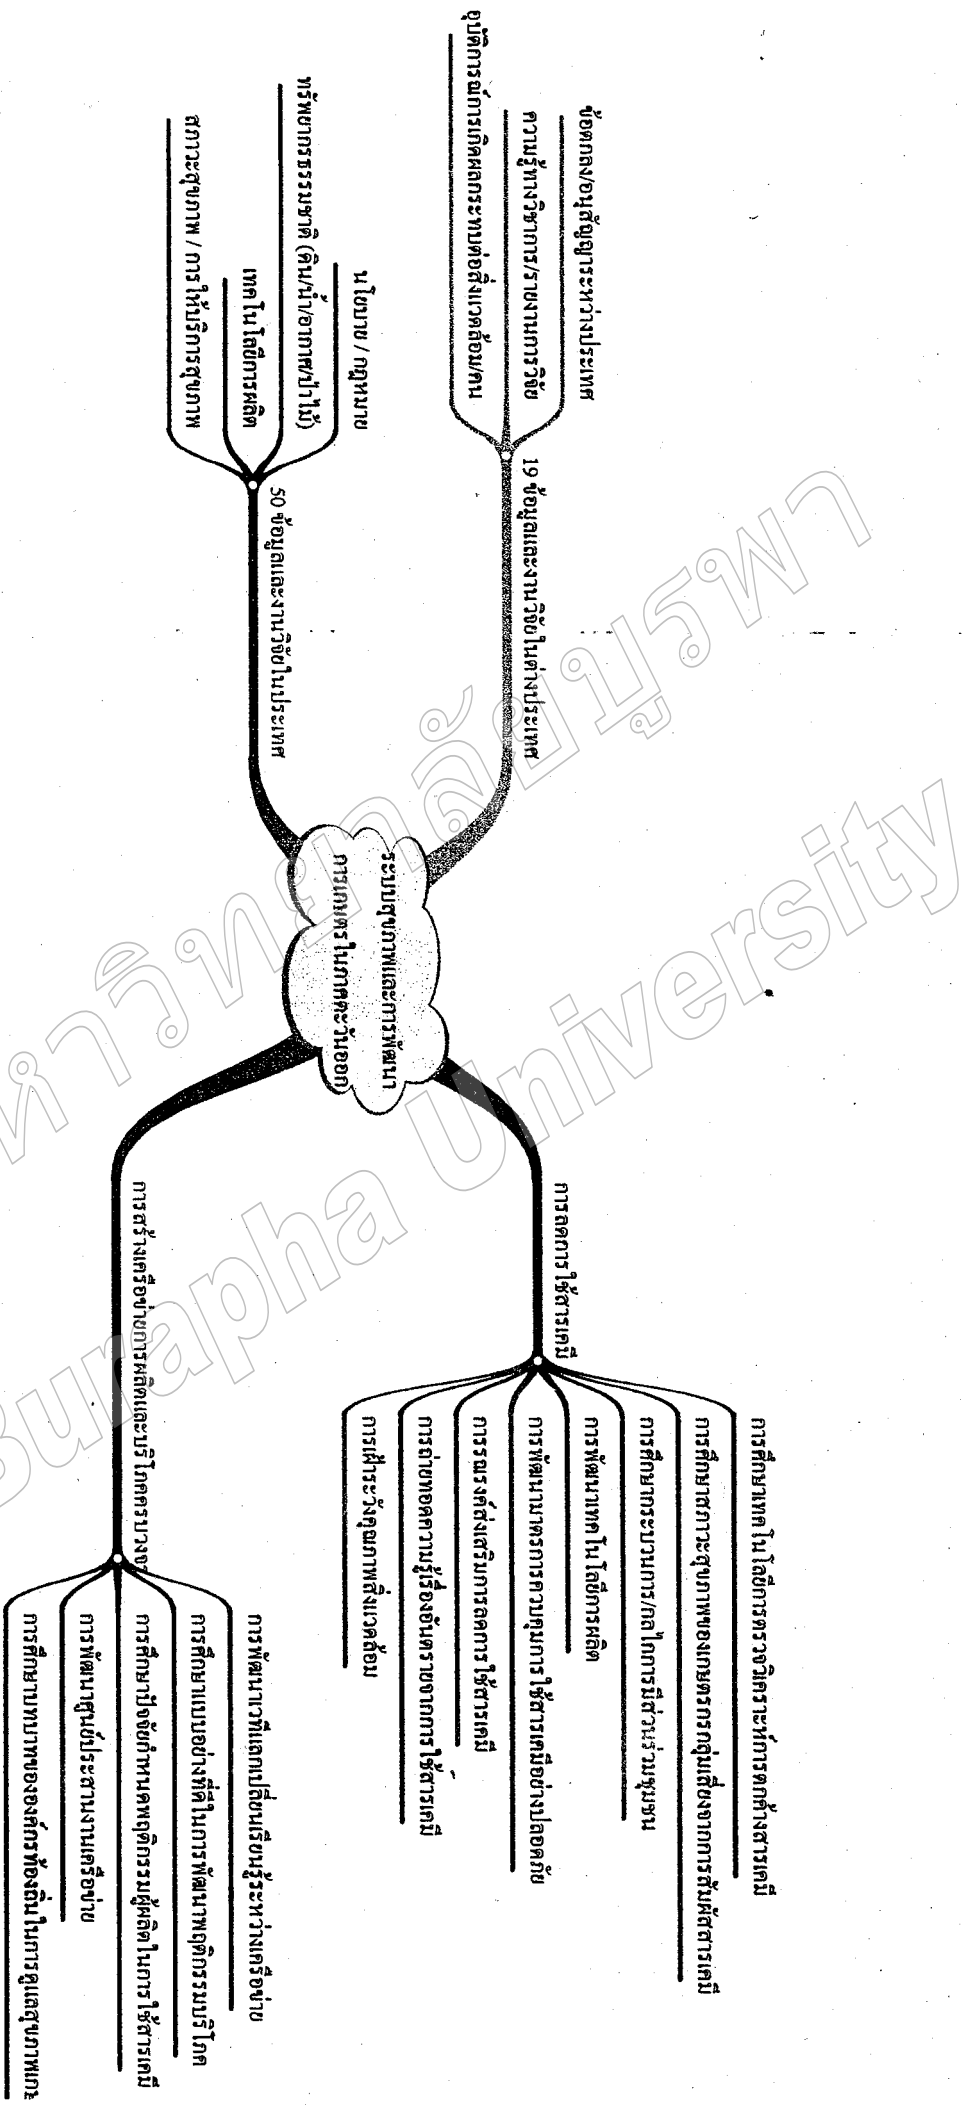 ข้อตกลง/อนุสัญญาระหว่างประเทศ
ความรู้ทางวิชาการ/รายงานการวิจัย
อุบัติการณ์การเกิดผลกระทบต่อสิ่งแวดล้อม/คน
19 ข้อมูลและงานวิจัยในต่างประเทศ
นโยบาย / กฎหมาย
ทรัพยากรธรรมชาติ (ดิน/น้ำ/อากาศ/ป่าไม้)
เทคโนโลยีการผลิต
สภาวะสุขภาพ / การให้บริการสุขภาพ
50 ข้อมูลและงานวิจัยในประเทศ
ระบบสุขภาพและการพัฒนา
การเกษตรในภาคตะวันออก
การลดการใช้สารเคมี
การศึกษาเทคโนโลยีการตรวจวิเคราะห์การตกค้างสารเคมี
การศึกษาสภาวะสุขภาพของเกษตรกรกลุ่มเสี่ยงจากการสัมผัสสารเคมี
การศึกษากระบวนการ/กลไกการมีส่วนร่วมชุมชน
การพัฒนาเทคโนโลยีการผลิต
การพัฒนามาตรการควบคุมการใช้สารเคมีอย่างปลอดภัย
การรณรงค์ส่งเสริมการลดการใช้สารเคมี
การถ่ายทอดความรู้เรื่องอันตรายจากการใช้สารเคมี
การเฝ้าระวังคุณภาพสิ่งแวดล้อม
การสร้างเครือข่ายการผลิตและบริโภคครบวงจร
การพัฒนาเวทีแลกเปลี่ยนเรียนรู้ระหว่างเครือข่าย
การศึกษาแบบอย่างที่ดีในการพัฒนาพฤติกรรมบริโภค
การศึกษาปัจจัยกำหนดพฤติกรรมผู้ผลิตในการใช้สารเคมี
การพัฒนาศูนย์ประสานงานเครือข่าย
การศึกษาบทบาทขององค์กรท้องถิ่นในการดูแลสุขภาพเกษ
มหาวิทยาลัยบูรพา
Burapha University